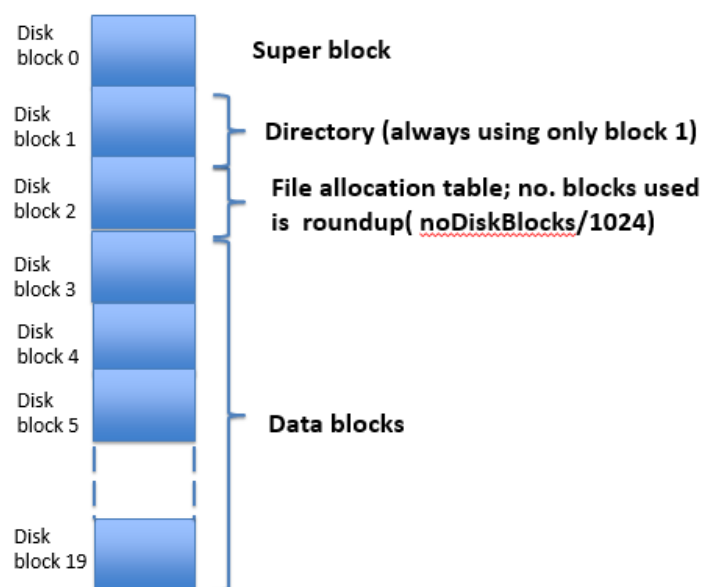 Disk
block 0
Super block
Disk
block 1
Directory (always using only block 1)
Disk
block 2
File allocation table; no. blocks used
is roundup( noDiskBlocks/1024)
Disk
block 3
Disk
block 4
Disk
block 5
Data blocks
Disk
block 19